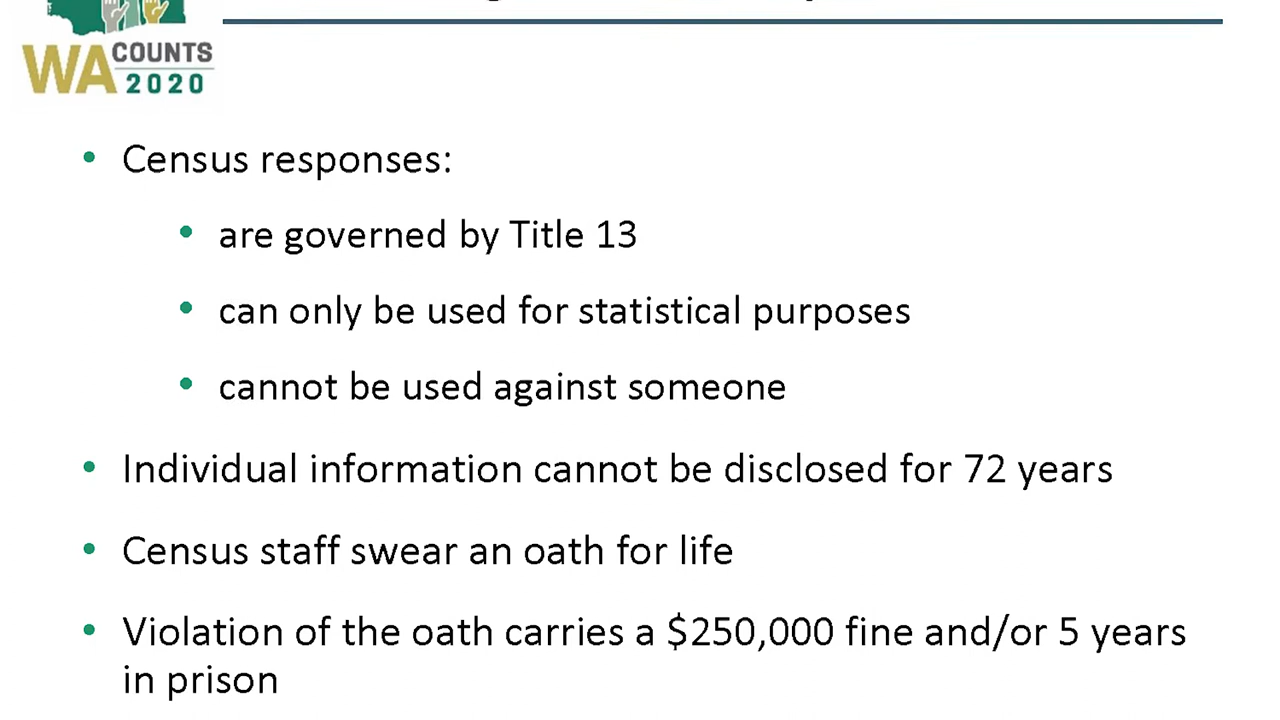 WA COUNTS
2020
• Census responses:
• are governed by Title 13
• can only be used for statistical purposes
• cannot be used against someone
• Individual information cannot be disclosed for 72 years
• Census staff swear an oath for life
• Violation of the oath carries a $250,000 fine and/or 5 years
in prison